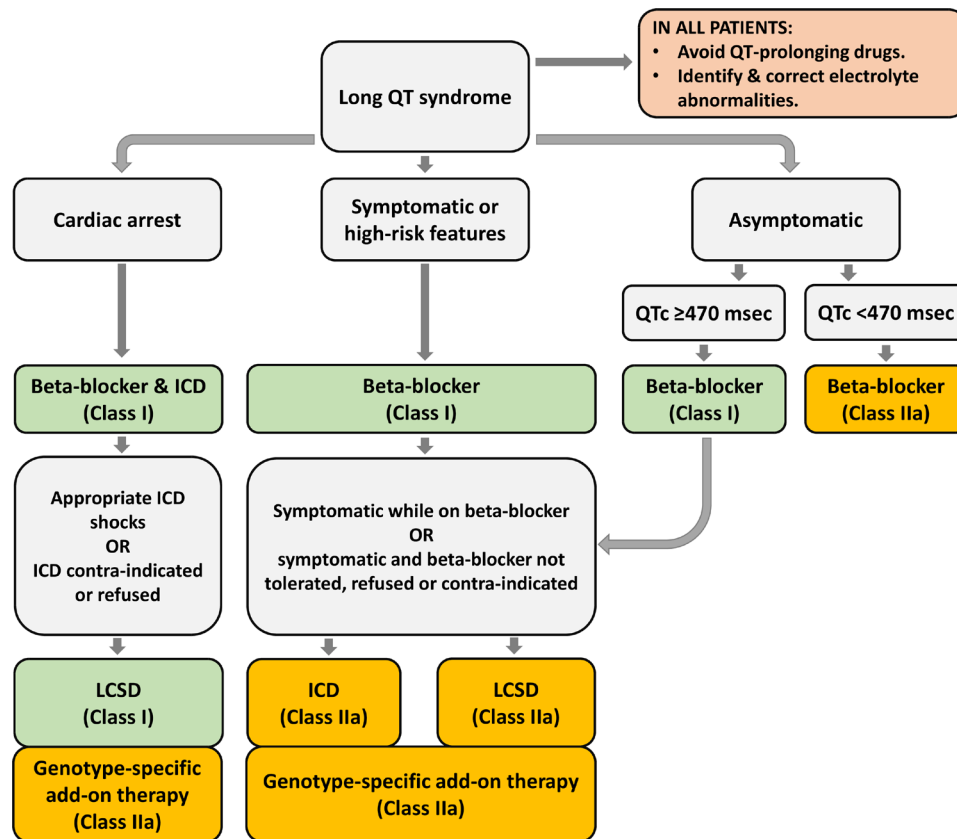 IN ALL PATIENTS:
• Avoid QT-prolonging drugs.
• Identify & correct electrolyte
abnormalities.
Long QT syndrome
Cardiac arrest
Symptomatic or
high-risk features
Asymptomatic
QTc ≥470 msec
QTc <470 msec
Beta-blocker & ICD
(Class I)
Beta-blocker
(Class I)
Beta-blocker
(Class I)
Beta-blocker
(Class IIa)
Appropriate ICD
shocks
OR
ICD contra-indicated
or refused
Symptomatic while on beta-blocker
OR
symptomatic and beta-blocker not
tolerated, refused or contra-indicated
LCSD
(Class I)
ICD
(Class IIa)
LCSD
(Class IIa)
Genotype-specific
add-on therapy
(Class IIa)
Genotype-specific add-on therapy
(Class IIa)